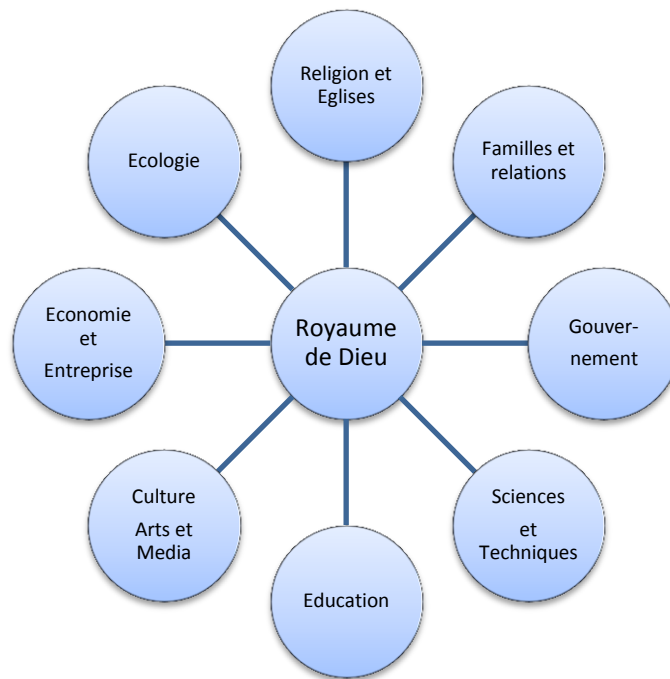 Religion et
Eglises
Familles et
relations
Gouver-
nement
Sciences
et
Techniques
Education
Culture
Arts et
Media
Economie
et
Entreprise
Ecologie
Royaume
de Dieu